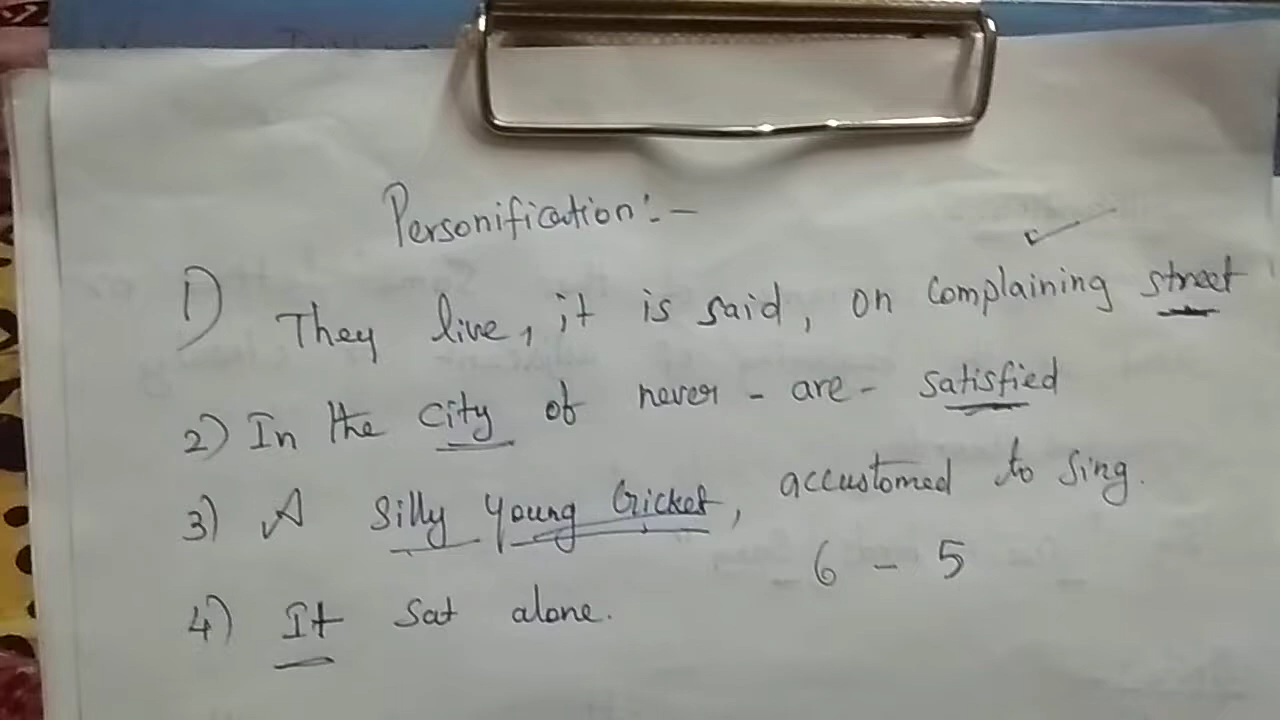 Personification:-
1) They live, it is said, on complaining street
2) In the city of never - are - satisfied
3) A Silly young Cricket, accustomed to sing.
6 - 5
4) It sat alone.